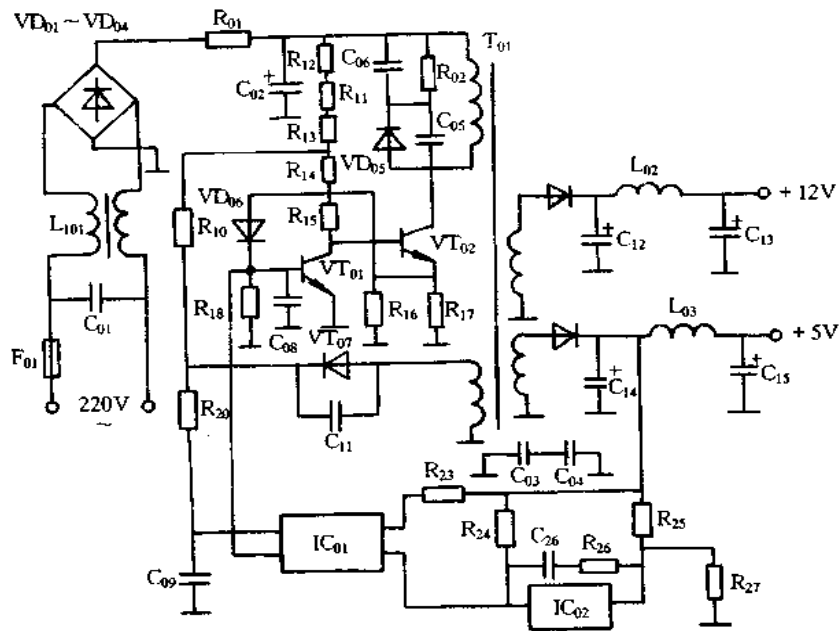 VD01 ~ VD04
R01
T01
R12
C06
R02
C02
R11
R13
C05
VD05
R14
L02
+12V
VD06
L101
R10
R15
VT02
C12
C13
VT01
R18
R16
R17
L03
C01
C08
VT07
+5V
F01
C14
C15
220V
~
R20
C11
C03
C04
R23
R24
R25
C26
R26
IC01
C09
IC02
R27